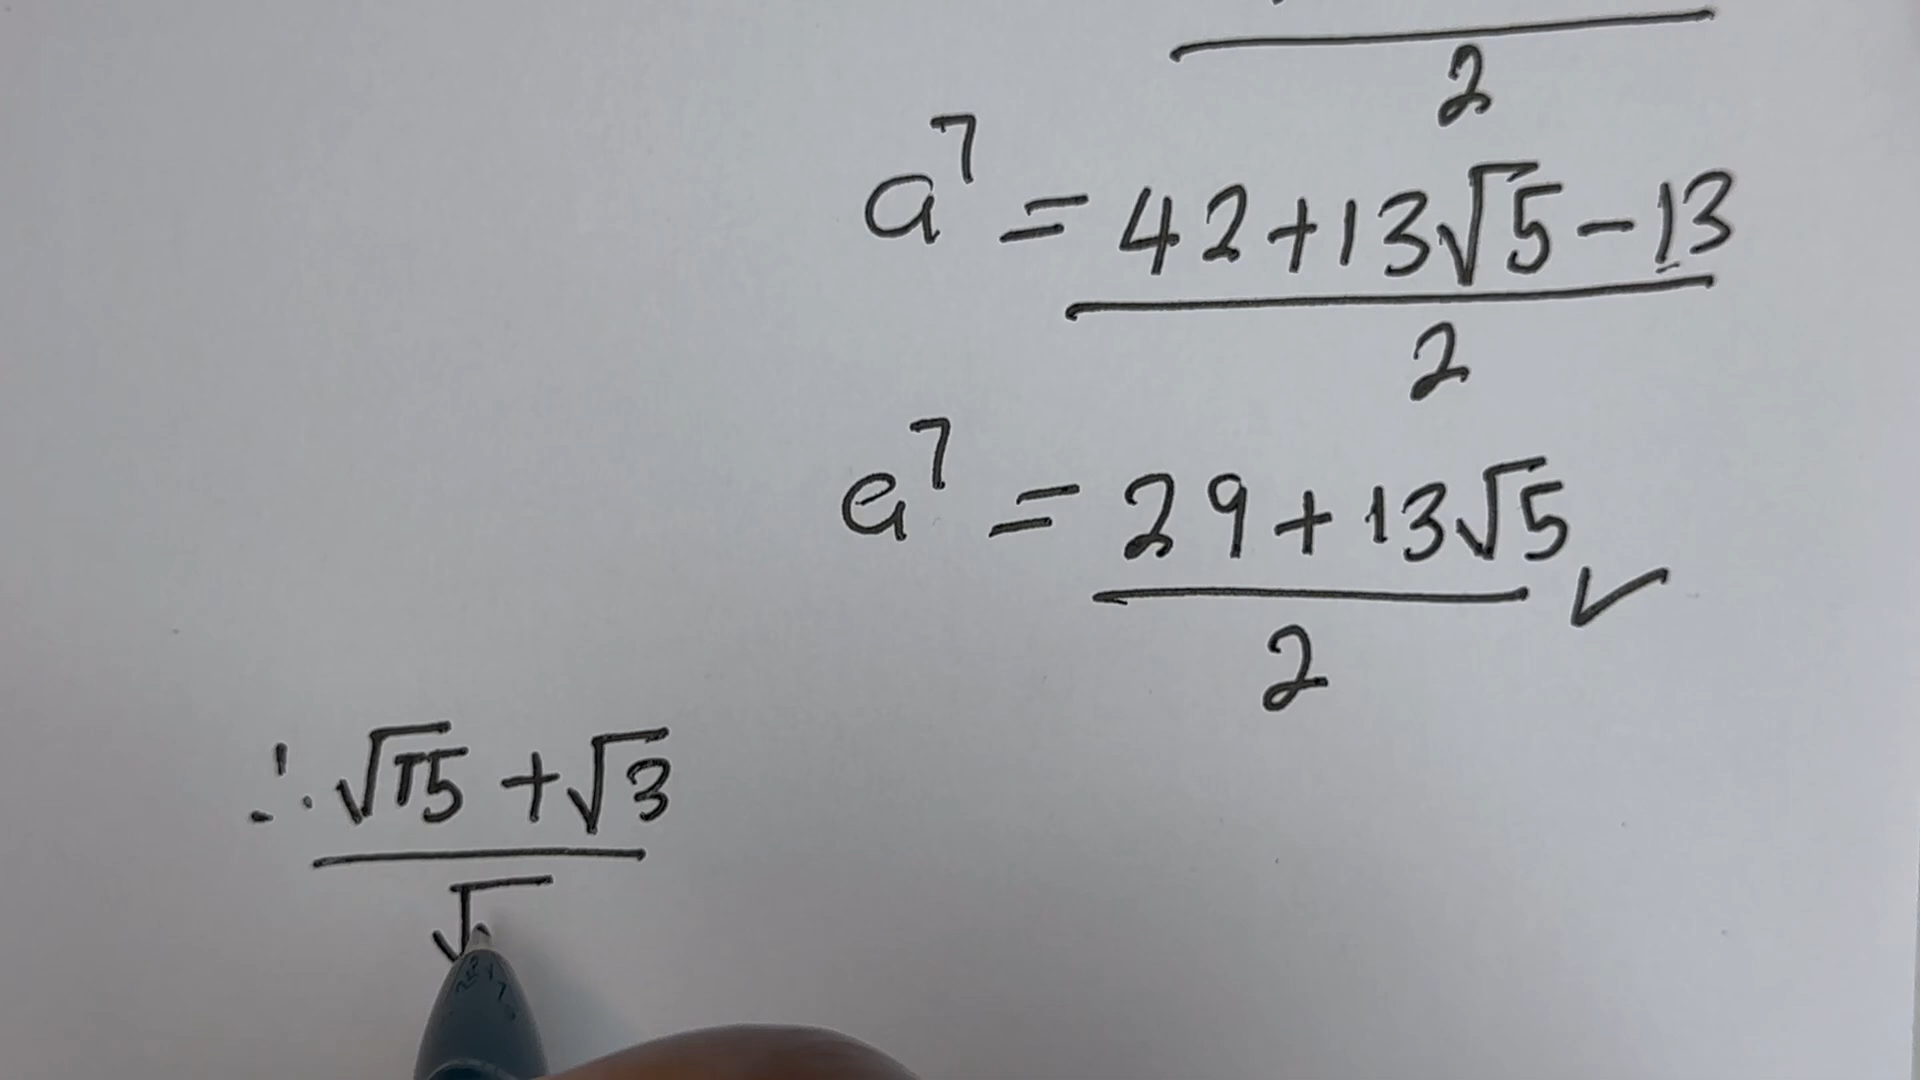 2
a⁷ = 42+13√5-13
2
a⁷ = 29+13√5 ✓
2
∴ √15 + √3
√